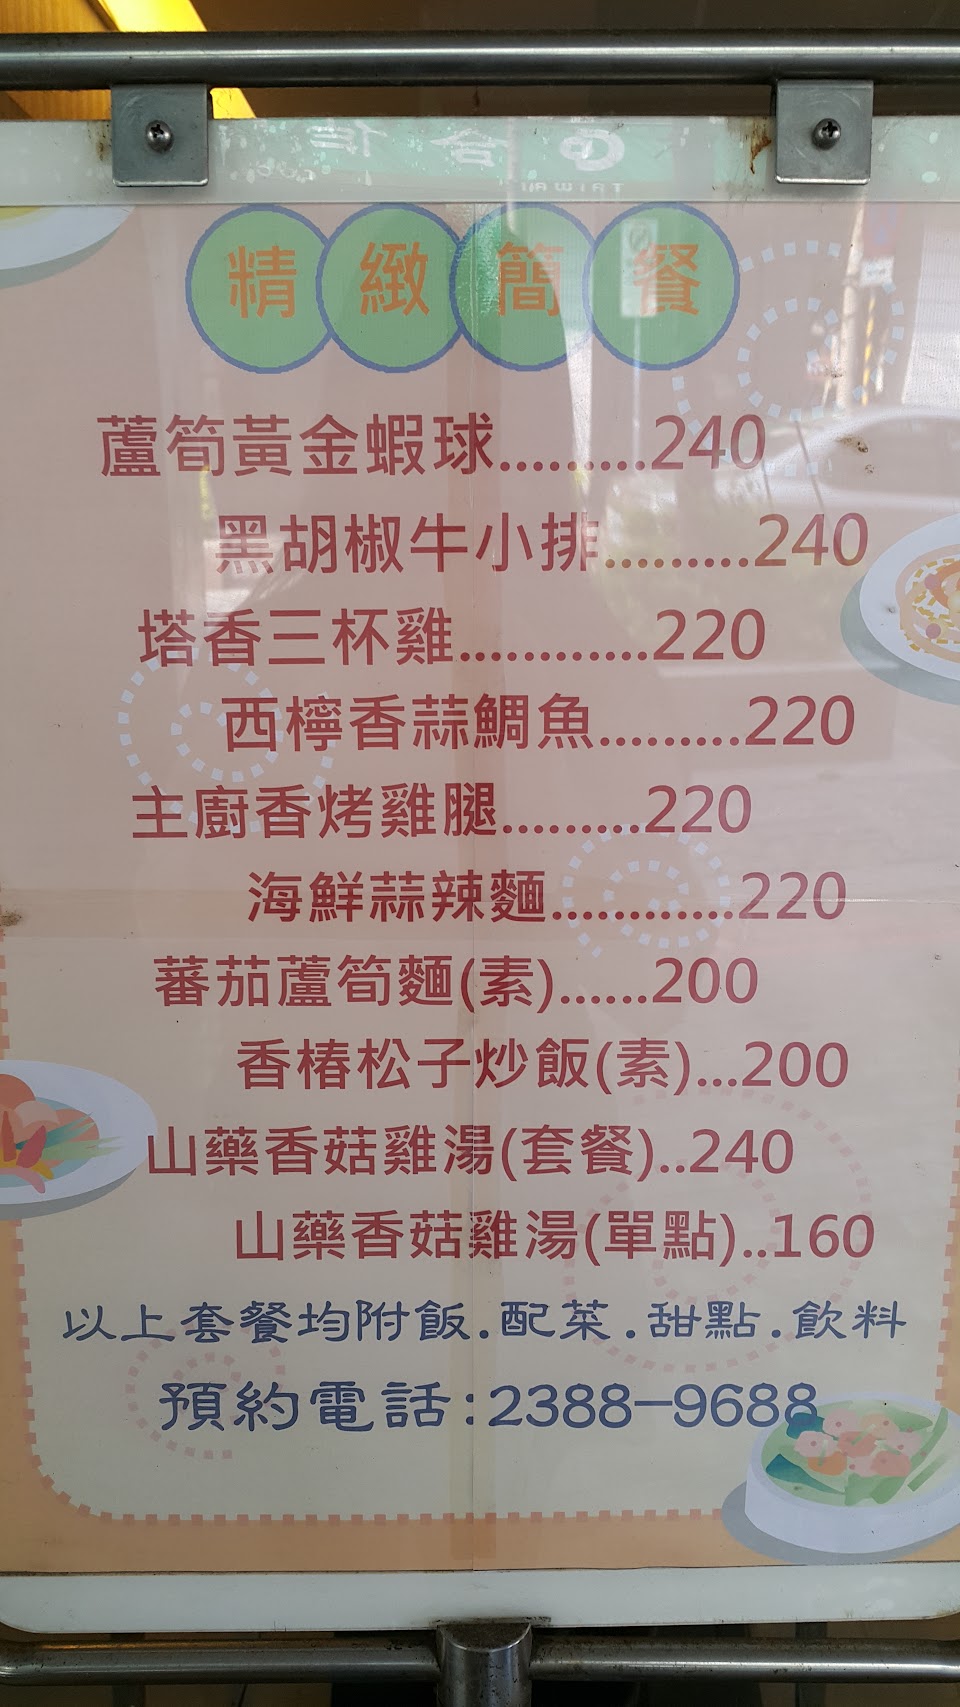 精緻簡餐
蘆筍黃金蝦球.........240
黑胡椒牛小排.........240
塔香三杯雞............220
西檸香蒜鯛魚.........220
主廚香烤雞腿.........220
海鮮蒜辣麵............220
蕃茄蘆筍麵(素)......200
香椿松子炒飯(素)...200
山藥香菇雞湯(套餐)..240
山藥香菇雞湯(單點)..160
以上套餐均附飯.配菜.甜點.飲料
預約電話:2388-9688